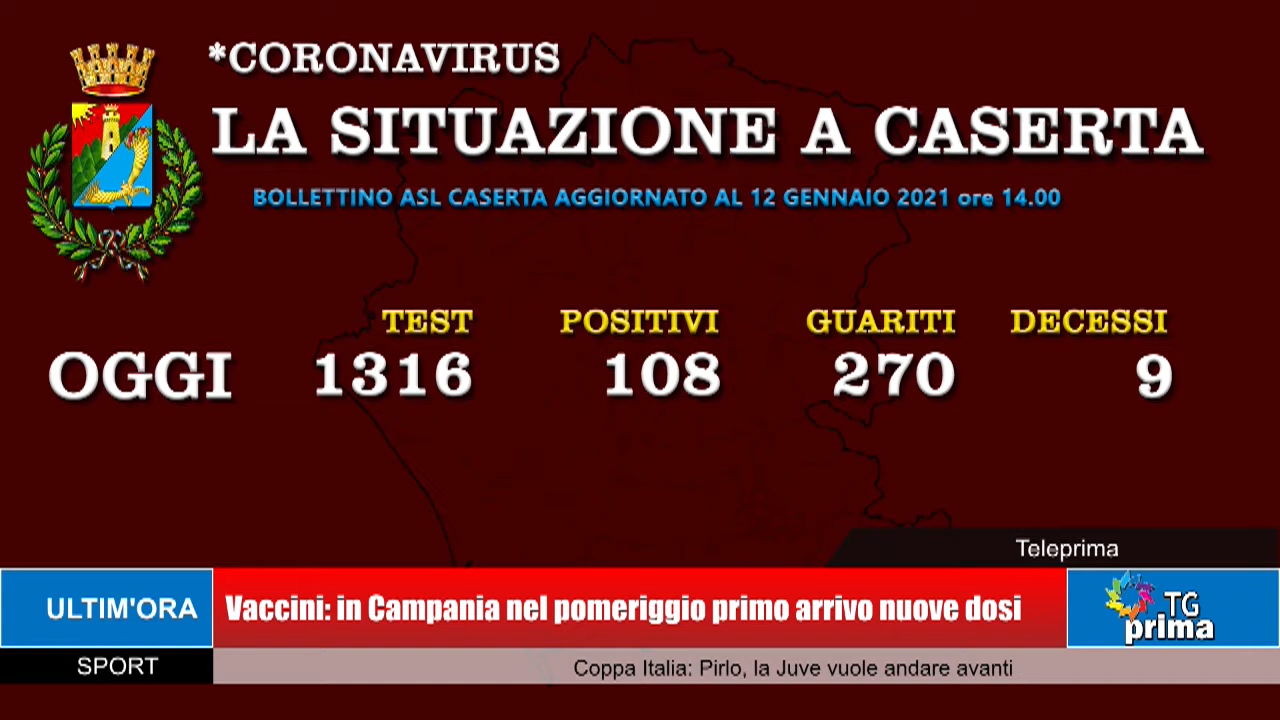 *CORONAVIRUS
LA SITUAZIONE A CASERTA
BOLLETTINO ASL CASERTA AGGIORNATO AL 12 GENNAIO 2021 ore 14.00
TEST POSITIVI GUARITI DECESSI
OGGI 1316 108 270 9
Teleprima
ULTIM'ORA Vaccini: in Campania nel pomeriggio primo arrivo nuove dosi
TG
prima
SPORT Coppa Italia: Pirlo, la Juve vuole andare avanti